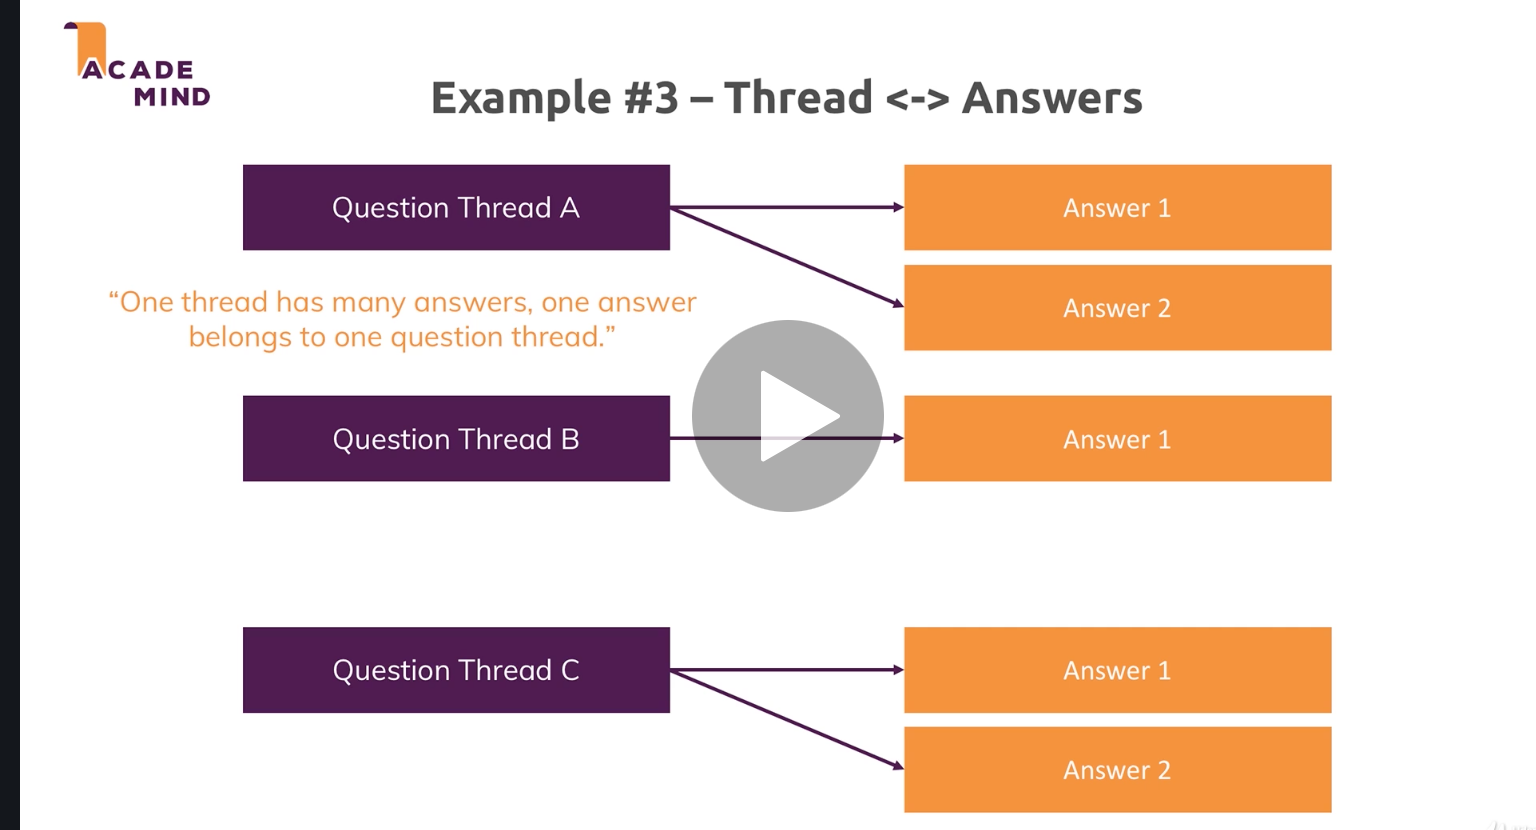 ACADE
MIND
Example #3 – Thread <-> Answers
Question Thread A
Answer 1
Answer 2
“One thread has many answers, one answer
belongs to one question thread.”
Question Thread B
Answer 1
Question Thread C
Answer 1
Answer 2